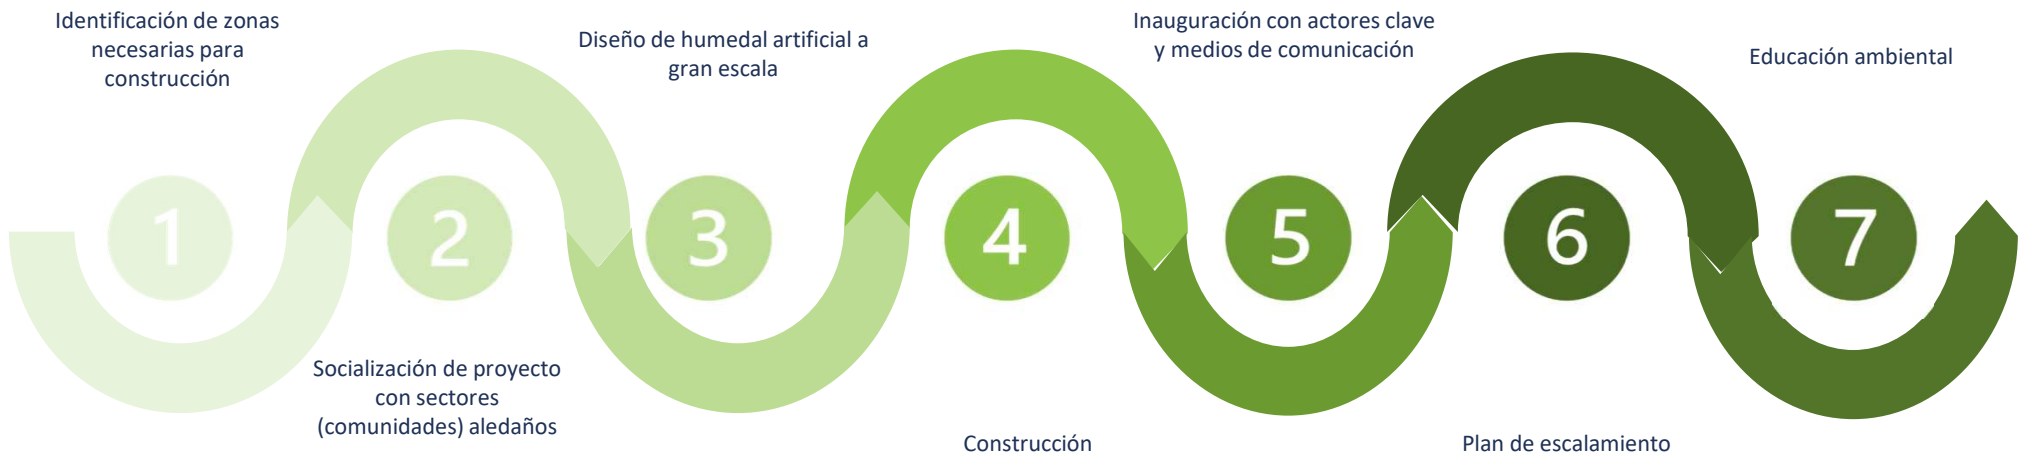 Identificación de zonas
necesarias para
construcción
1
2
Socialización de proyecto
con sectores
(comunidades) aledaños
Diseño de humedal artificial a
gran escala
3
4
Construcción
Inauguración con actores clave
y medios de comunicación
5
6
Plan de escalamiento
Educación ambiental
7